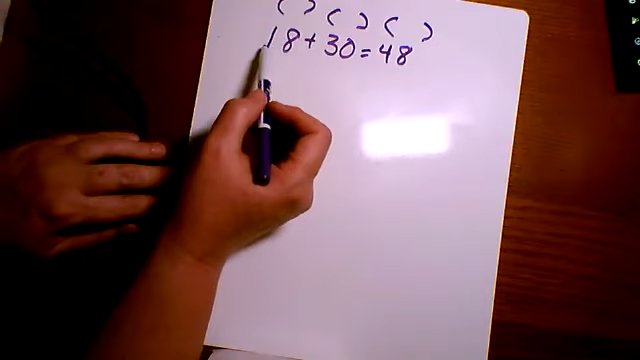 ( ) ( ) ( )
18+30=48